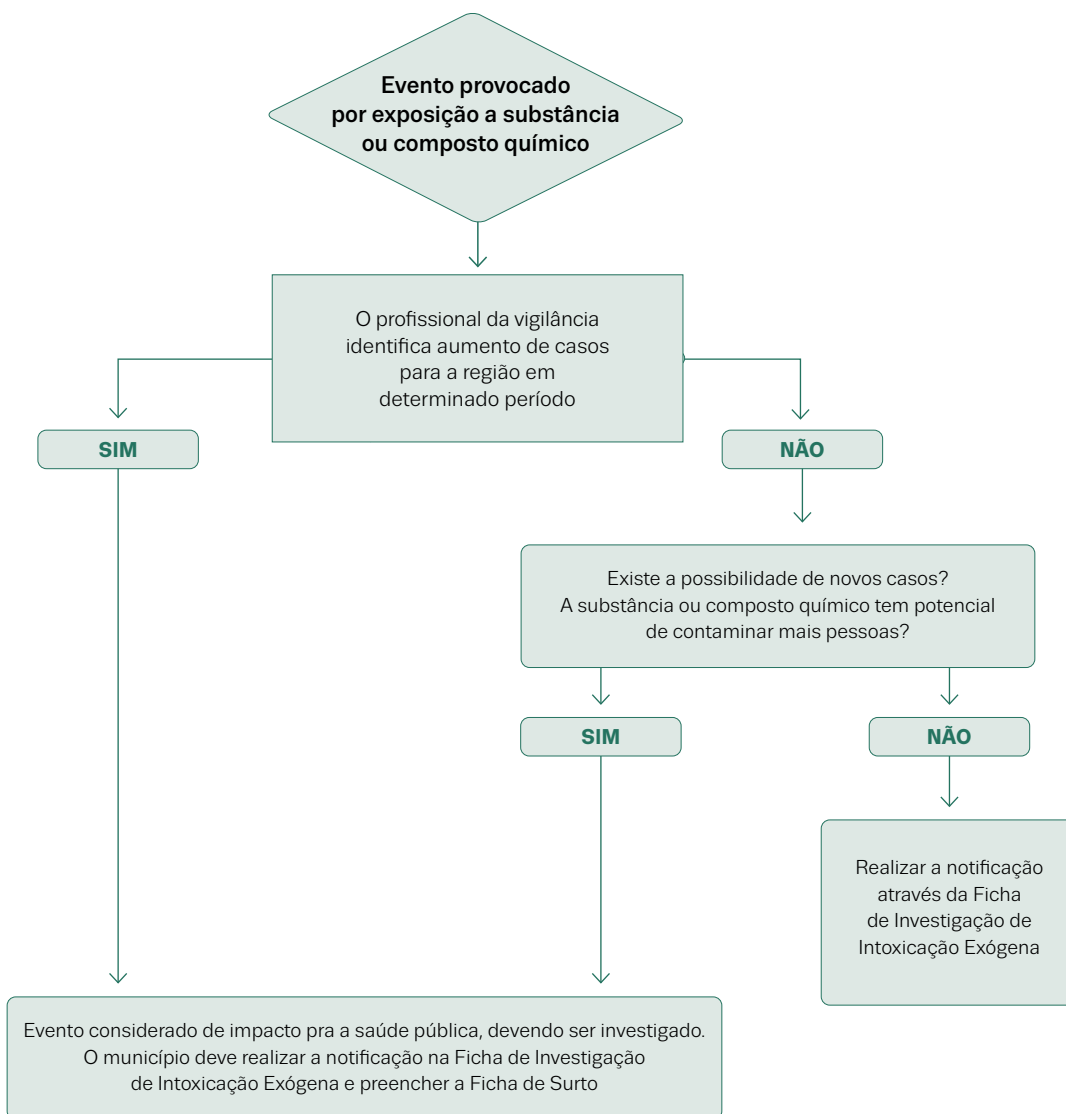 Evento provocado
por exposição a substância
ou composto químico
O profissional da vigilância
identifica aumento de casos
para a região em
determinado período
SIM
NÃO
Existe a possibilidade de novos casos?
A substância ou composto químico tem potencial
de contaminar mais pessoas?
SIM
NÃO
Realizar a notificação
através da Ficha
de Investigação de
Intoxicação Exógena
Evento considerado de impacto pra a saúde pública, devendo ser investigado.
O município deve realizar a notificação na Ficha de Investigação
de Intoxicação Exógena e preencher a Ficha de Surto